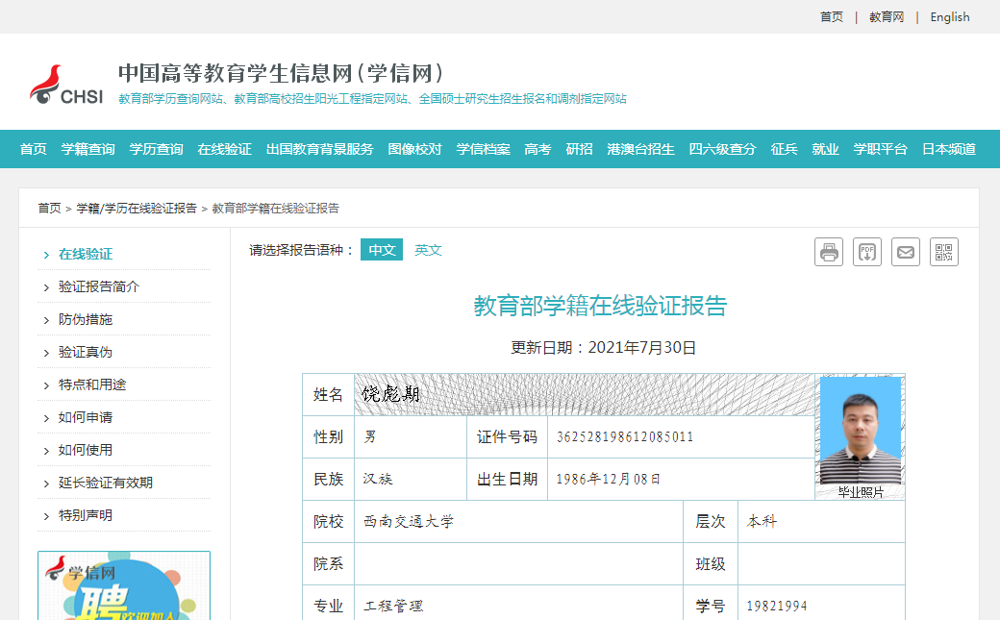 首页 | 教育网 | English
CHSI
中国高等教育学生信息网(学信网)
教育部学历查询网站、教育部高校招生阳光工程指定网站、全国硕士研究生招生报名和调剂指定网站
首页 学籍查询 学历查询 在线验证 出国教育背景服务 图像校对 学信档案 高考 研招 港澳台招生 四六级查分 征兵 就业 学职平台 日本频道
首页 > 学籍/学历在线验证报告 > 教育部学籍在线验证报告
在线验证
验证报告简介
防伪措施
验证真伪
特点和用途
如何申请
如何使用
延长验证有效期
特别声明
学信网
聘
欢迎加入
请选择报告语种： 中文 英文
PDF
教育部学籍在线验证报告
更新日期：2021年7月30日
姓名 饶彪期
性别 男 证件号码 362528198612085011
民族 汉族 出生日期 1986年12月08日
毕业照片
院校 西南交通大学 层次 本科
院系 班级
专业 工程管理 学号 19821994